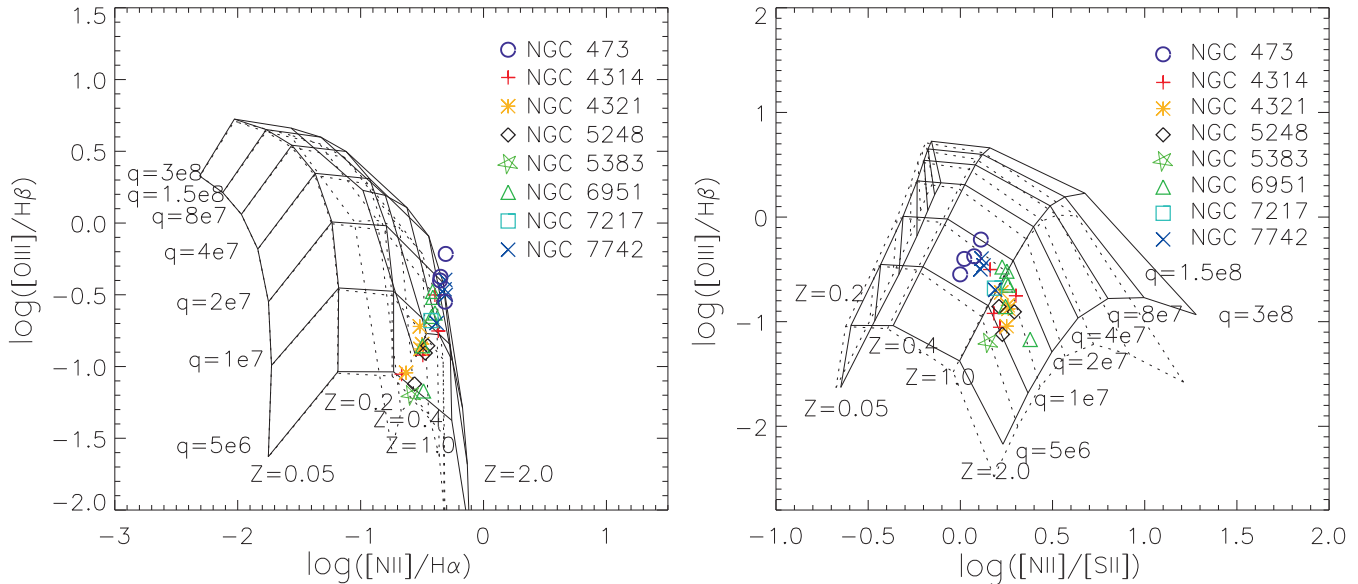 1.5
1.0
0.5
0.0
−0.5
−1.0
−1.5
−2.0
log([OIII]/Hβ)
−3
−2
−1
0
1
log([NII]/Hα)
NGC 473
NGC 4314
NGC 4321
NGC 5248
NGC 5383
NGC 6951
NGC 7217
NGC 7742
q=3e8
q=1.5e8
q=8e7
q=4e7
q=2e7
q=1e7
q=5e6
Z=0.05
Z=0.2
Z=0.4
Z=1.0
Z=2.0
2
1
0
−1
−2
log([OIII]/Hβ)
−1.0
−0.5
0.0
0.5
1.0
1.5
2.0
log([NII]/[SII])
NGC 473
NGC 4314
NGC 4321
NGC 5248
NGC 5383
NGC 6951
NGC 7217
NGC 7742
q=1.5e8
q=3e8
q=8e7
q=4e7
q=2e7
q=1e7
q=5e6
Z=0.2
Z=0.4
Z=1.0
Z=0.05
Z=2.0